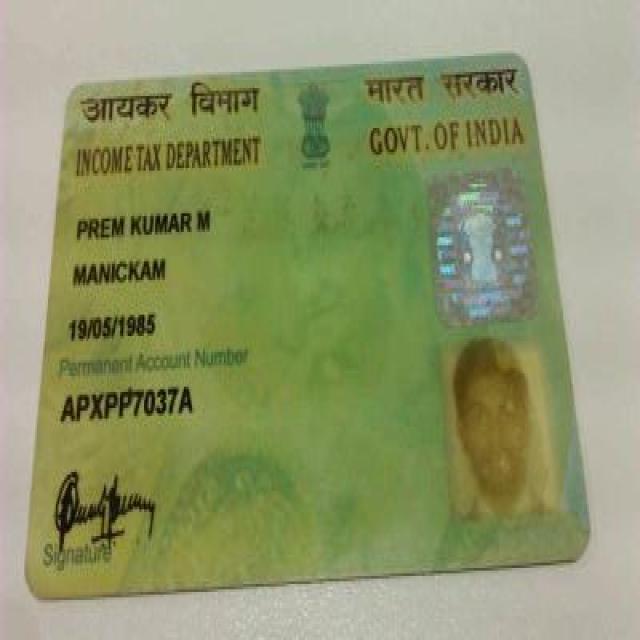 आयकर विभाग
भारत सरकार
INCOME TAX DEPARTMENT
GOVT. OF INDIA
PREM KUMAR M
MANICKAM
19/05/1985
Permanent Account Number
APXPP7037A
Signature